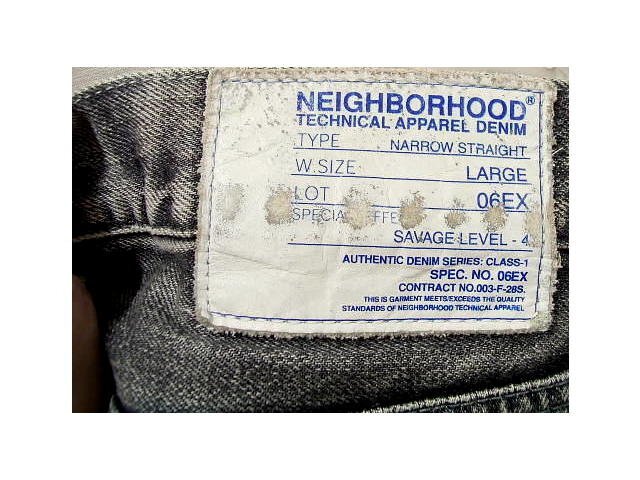 NEIGHBORHOOD®
TECHNICAL APPAREL DENIM
TYPE NARROW STRAIGHT
W.SIZE LARGE
LOT 06EX
SPECIAL EFFE
SAVAGE LEVEL - 4
AUTHENTIC DENIM SERIES: CLASS-1
SPEC. NO. 06EX
CONTRACT NO.003-F-28S.
THIS IS GARMENT MEETS/EXCEEDS THE QUALITY
STANDARDS OF NEIGHBORHOOD TECHNICAL APPAREL